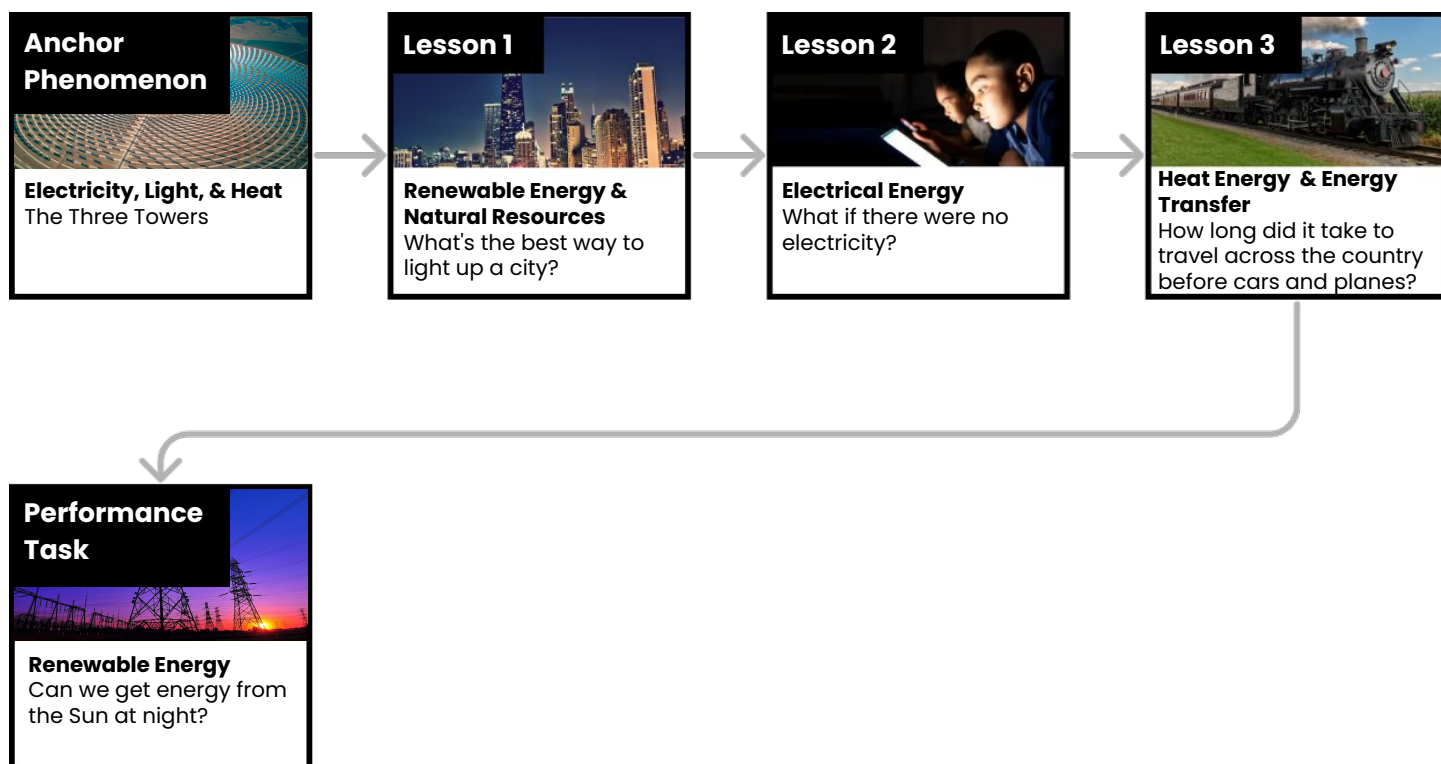 Anchor
Phenomenon
Electricity, Light, & Heat
The Three Towers
Lesson 1
Renewable Energy &
Natural Resources
What's the best way to
light up a city?
Lesson 2
Electrical Energy
What if there were no
electricity?
Lesson 3
Heat Energy & Energy
Transfer
How long did it take to
travel across the country
before cars and planes?
Performance
Task
Renewable Energy
Can we get energy from
the Sun at night?